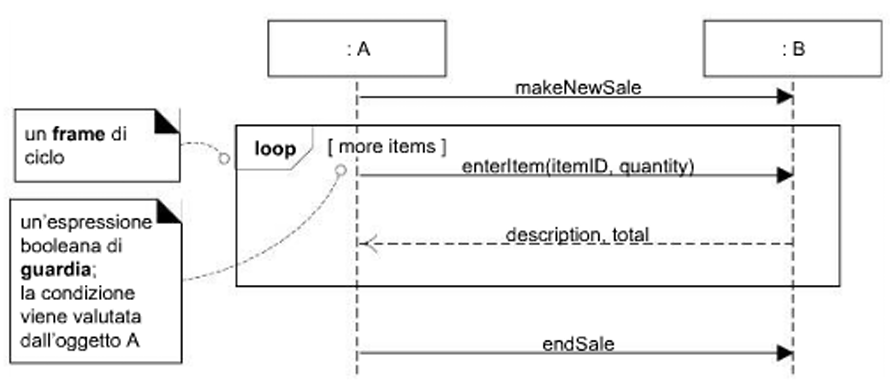 : A
: B
makeNewSale
un frame di
ciclo
loop
[ more items ]
enterItem(itemID, quantity)
un'espressione
booleana di
guardia;
la condizione
viene valutata
dall'oggetto A
description, total
endSale